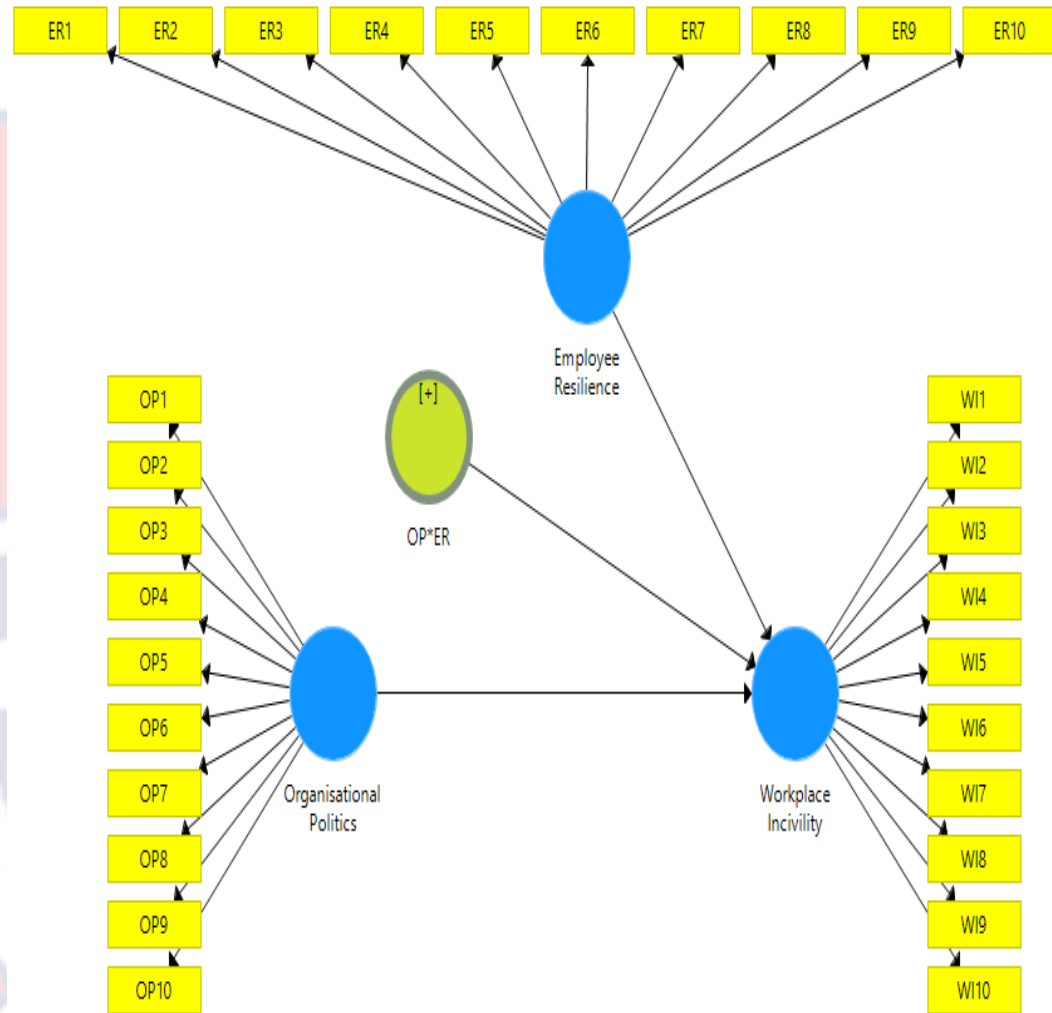 ER1 ER2 ER3 ER4 ER5 ER6 ER7 ER8 ER9 ER10
Employee
Resilience
[+]
OP*ER
OP1
OP2
OP3
OP4
OP5
OP6
OP7
OP8
OP9
OP10
Organisational
Politics
Workplace
Incivility
WI1
WI2
WI3
WI4
WI5
WI6
WI7
WI8
WI9
WI10